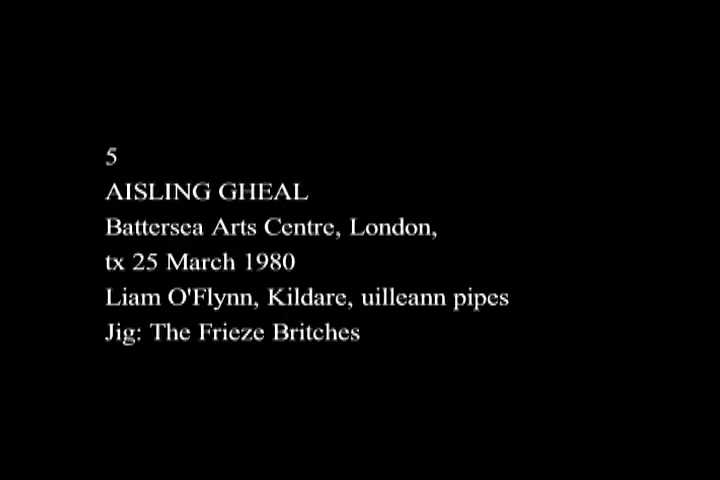 5
AISLING GHEAL
Battersea Arts Centre, London,
tx 25 March 1980
Liam O'Flynn, Kildare, uilleann pipes
Jig: The Frieze Britches